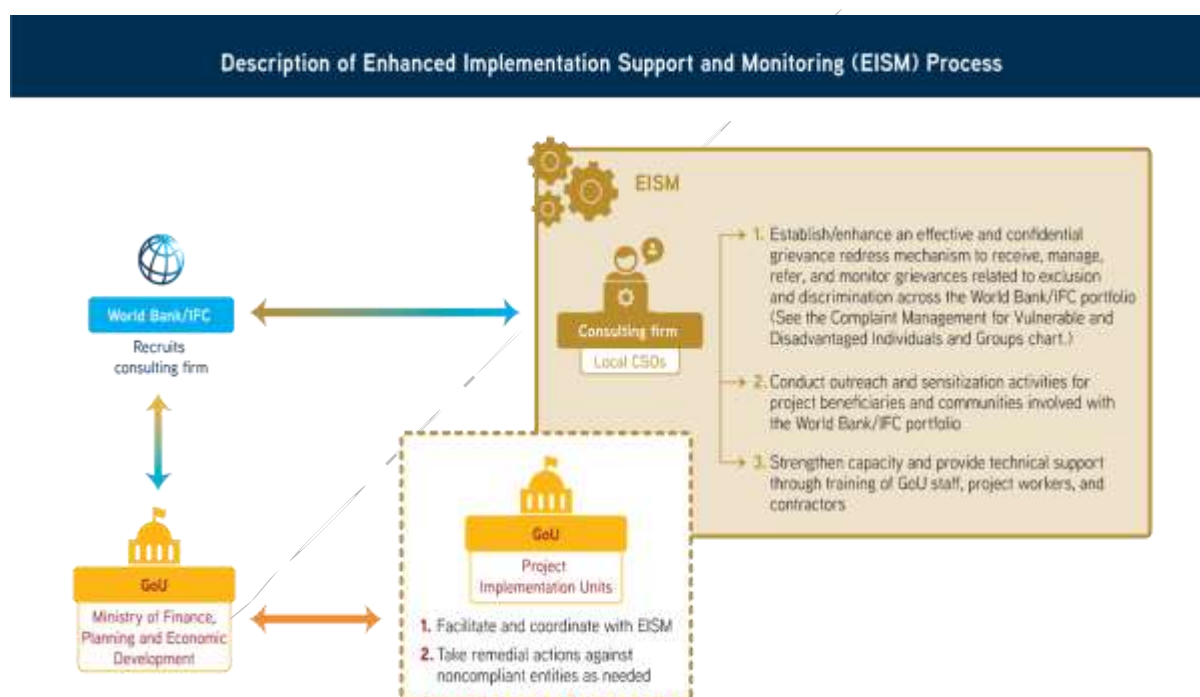 Description of Enhanced Implementation Support and Monitoring (EISM) Process
EISM
World Bank/IFC
Recruits
consulting firm
Consulting firm
Local CSOs
1. Establish/enhance an effective and confidential
grievance redress mechanism to receive, manage,
refer, and monitor grievances related to exclusion
and discrimination across the World Bank/IFC portfolio
(See the Complaint Management for Vulnerable and
Disadvantaged Individuals and Groups chart.)
2. Conduct outreach and sensitization activities for
project beneficiaries and communities involved with
the World Bank/IFC portfolio
3. Strengthen capacity and provide technical support
through training of GoU staff, project workers, and
contractors
GoU
Ministry of Finance,
Planning and Economic
Development
GoU
Project
Implementation Units
1. Facilitate and coordinate with EISM
2. Take remedial actions against
noncompliant entities as needed